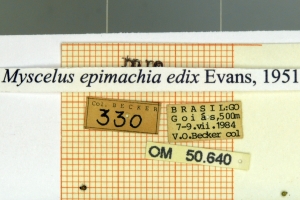 Myscelus epimachia edix Evans, 1951
Col. BECKER
330
BRASIL:GO
Goiás,500m
7-9.vii.1984
V.O.Becker col
OM 50.640